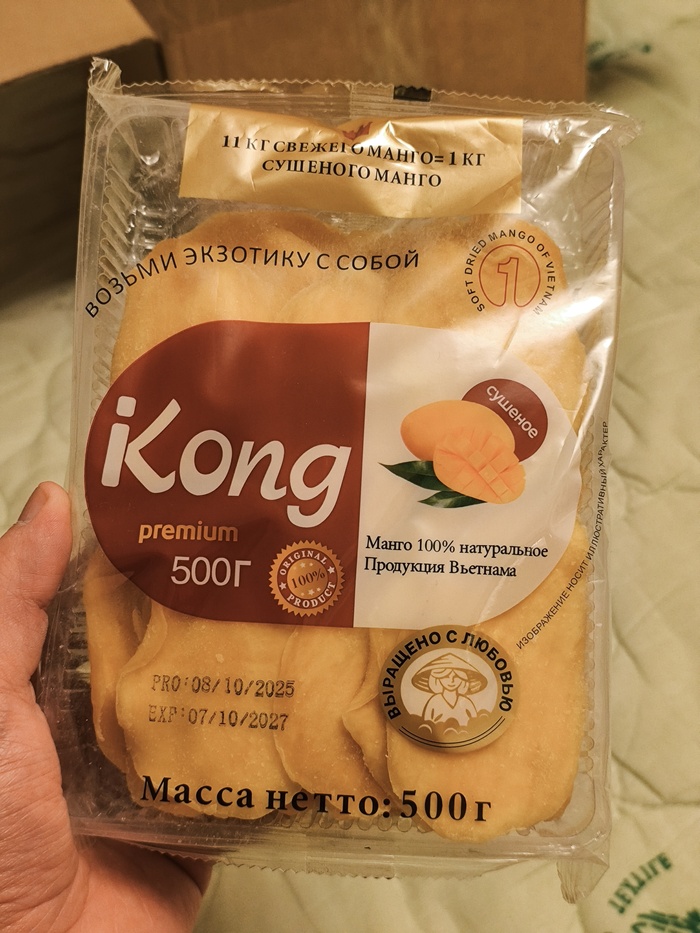 11 КГ СВЕЖЕГО МАНГО= 1 КГ
СУШЕНОГО МАНГО
ВОЗЬМИ ЭКЗОТИКУ С СОБОЙ
SOFT DRIED MANGO OF VIETNAM
1
iKong
premium
500Г
ORIGINAL
100%
PRODUCT
сушеное
Манго 100% натуральное
Продукция Вьетнама
ИЗОБРАЖЕНИЕ НОСИТ ИЛЛЮСТРАТИВНЫЙ ХАРАКТЕР
ВЫРАЩЕНО С ЛЮБОВЬЮ
PRO:08/10/2025
EXP:07/10/2027
Масса нетто: 500 г
TEXTILE